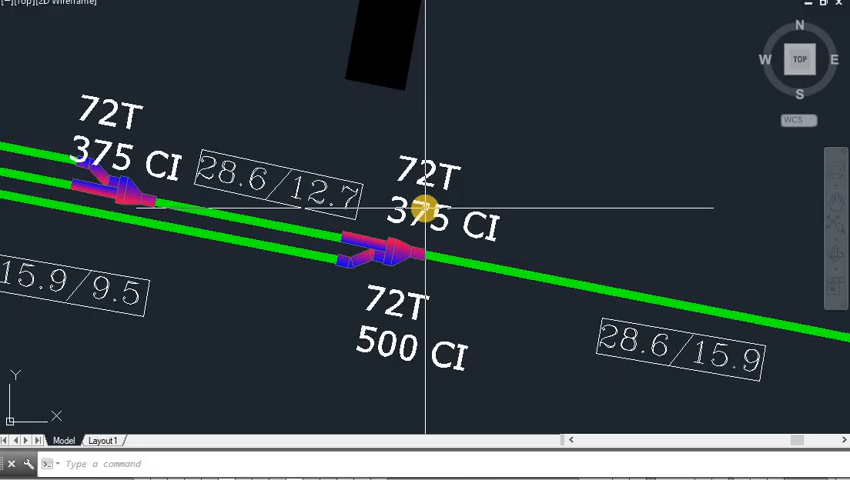 [−][Top][2D Wireframe]
N
W
TOP
E
S
WCS
72T
375 CI
28.6/12.7
72T
375 CI
15.9/9.5
72T
500 CI
28.6/15.9
Y
X
Model
Layout1
Type a command